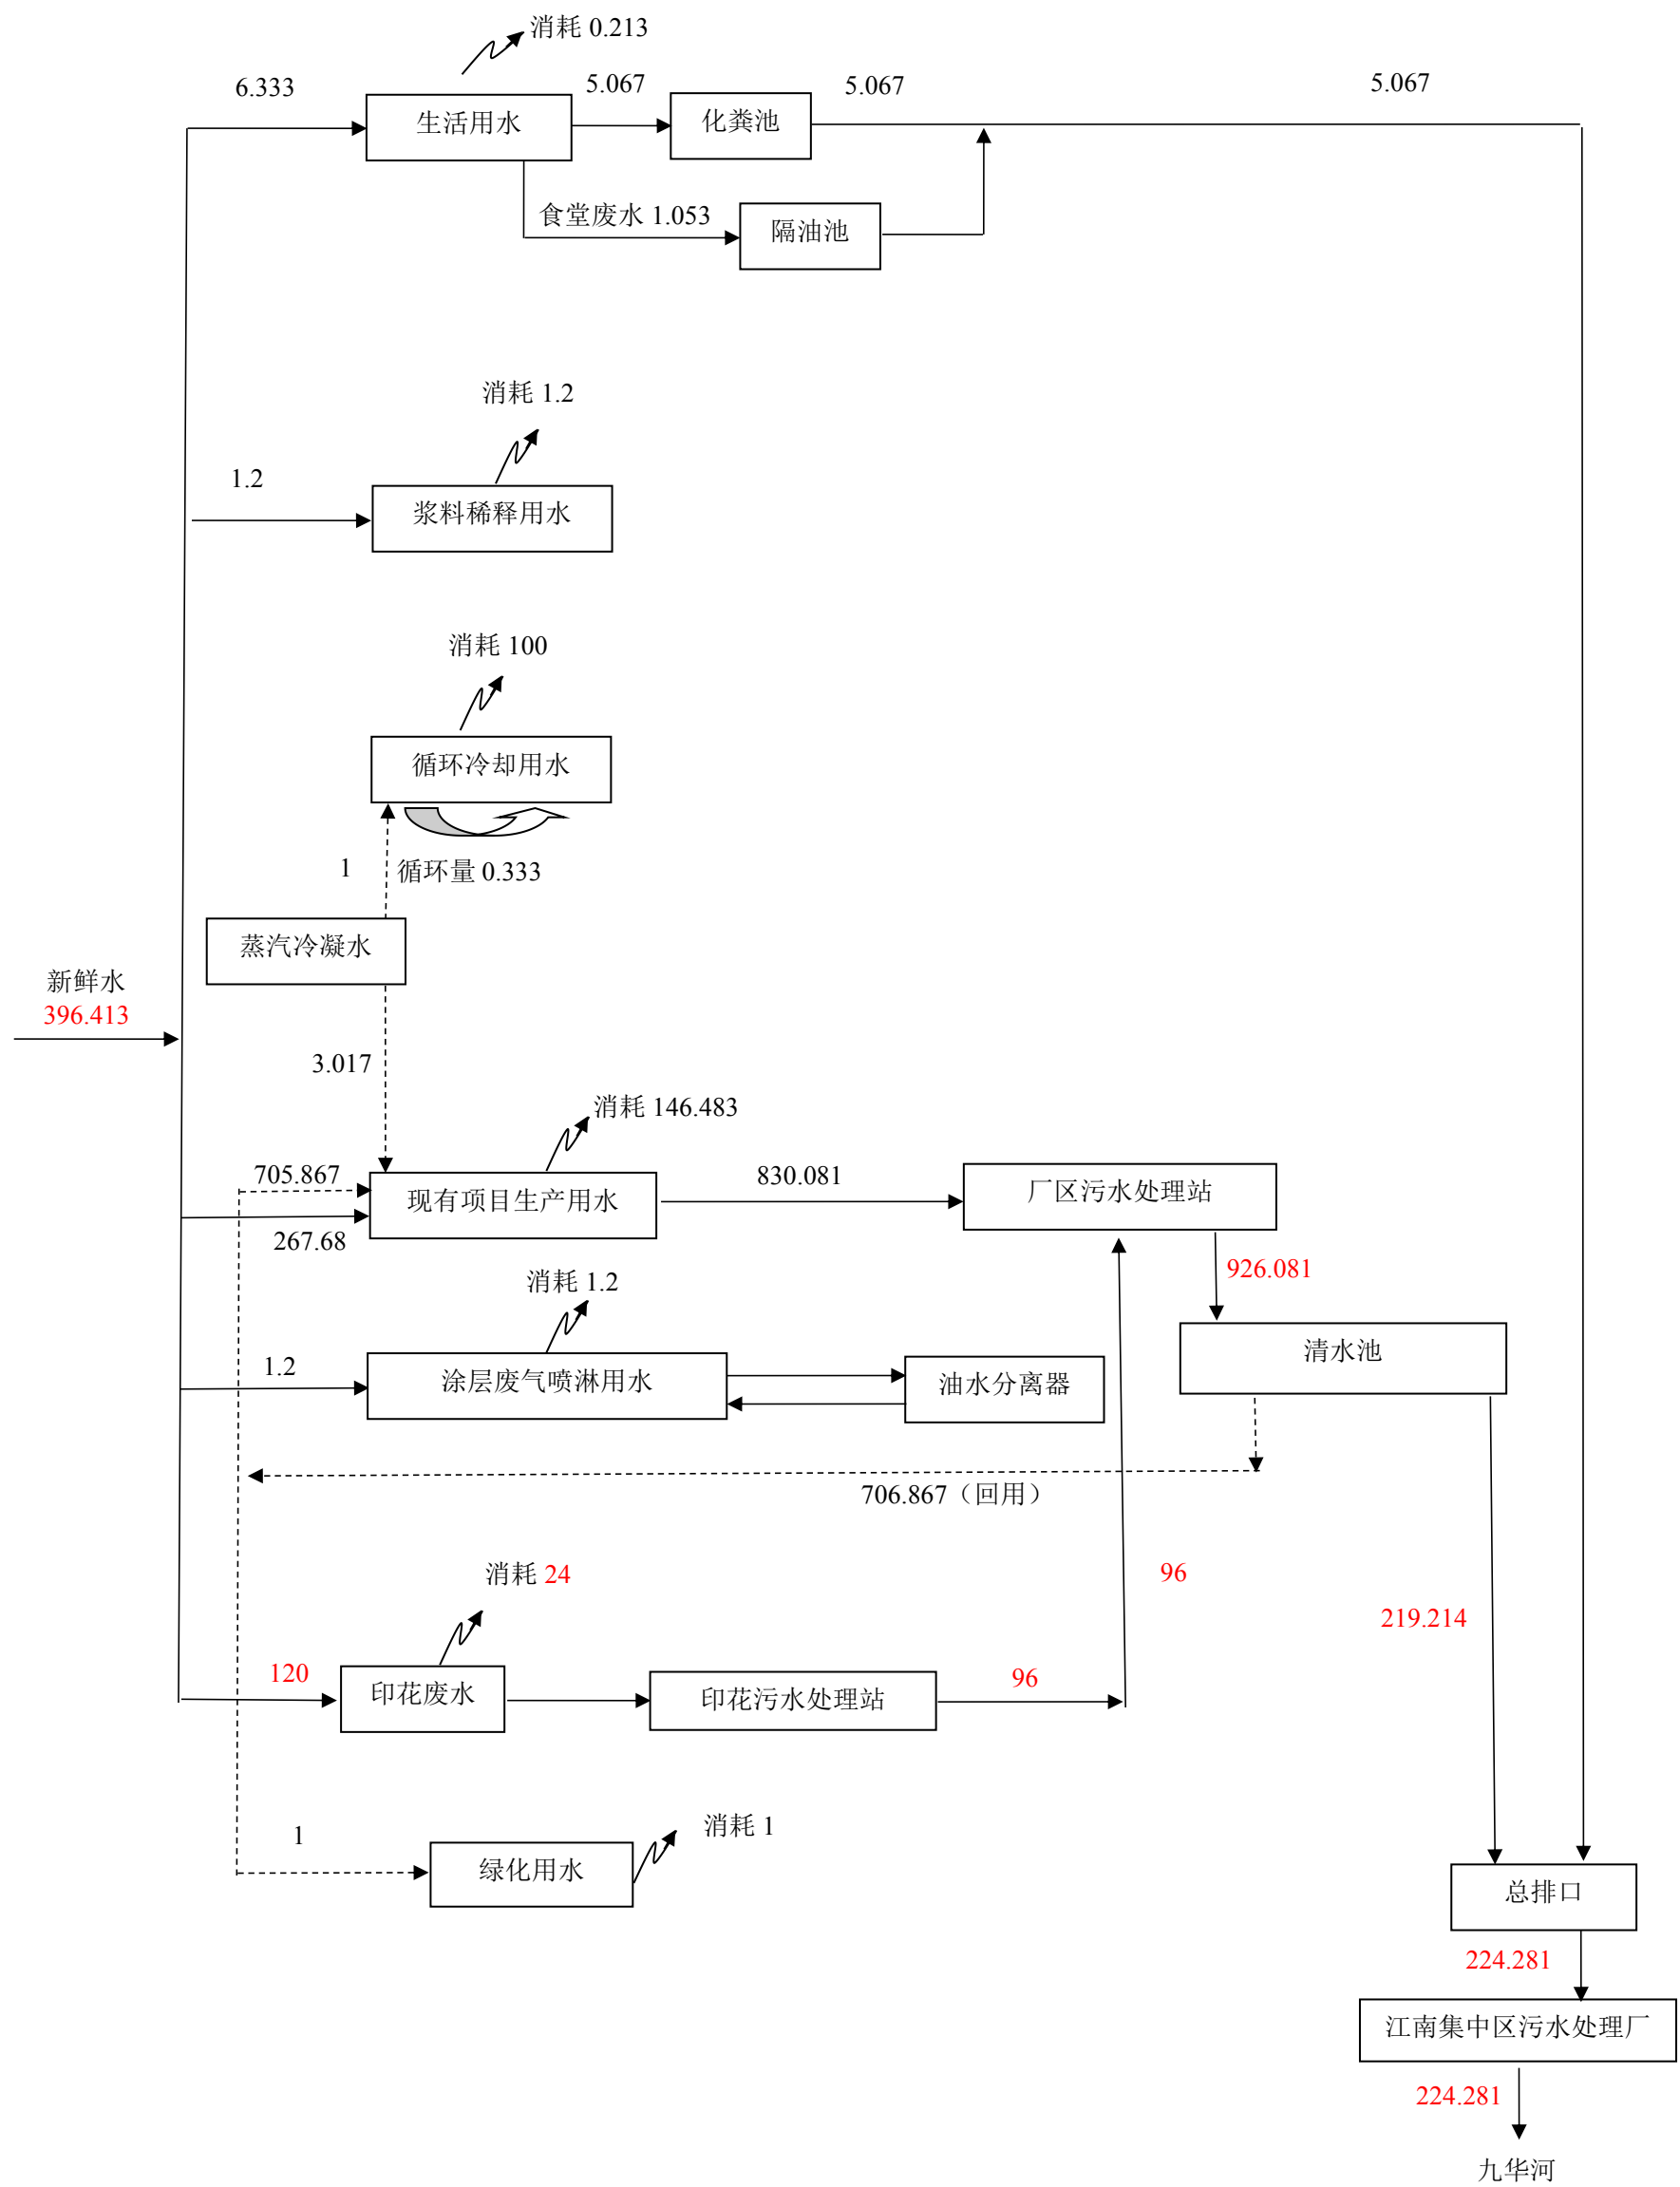 消耗 0.213
6.333
5.067
5.067
5.067
生活用水
化粪池
食堂废水 1.053
隔油池
消耗 1.2
1.2
浆料稀释用水
消耗 100
循环冷却用水
1
循环量 0.333
蒸汽冷凝水
新鲜水
396.413
3.017
消耗 146.483
705.867
830.081
现有项目生产用水
厂区污水处理站
267.68
926.081
消耗 1.2
1.2
涂层废气喷淋用水
油水分离器
清水池
706.867（回用）
消耗 24
96
219.214
120
印花废水
印花污水处理站
96
1
消耗 1
绿化用水
总排口
224.281
江南集中区污水处理厂
224.281
九华河